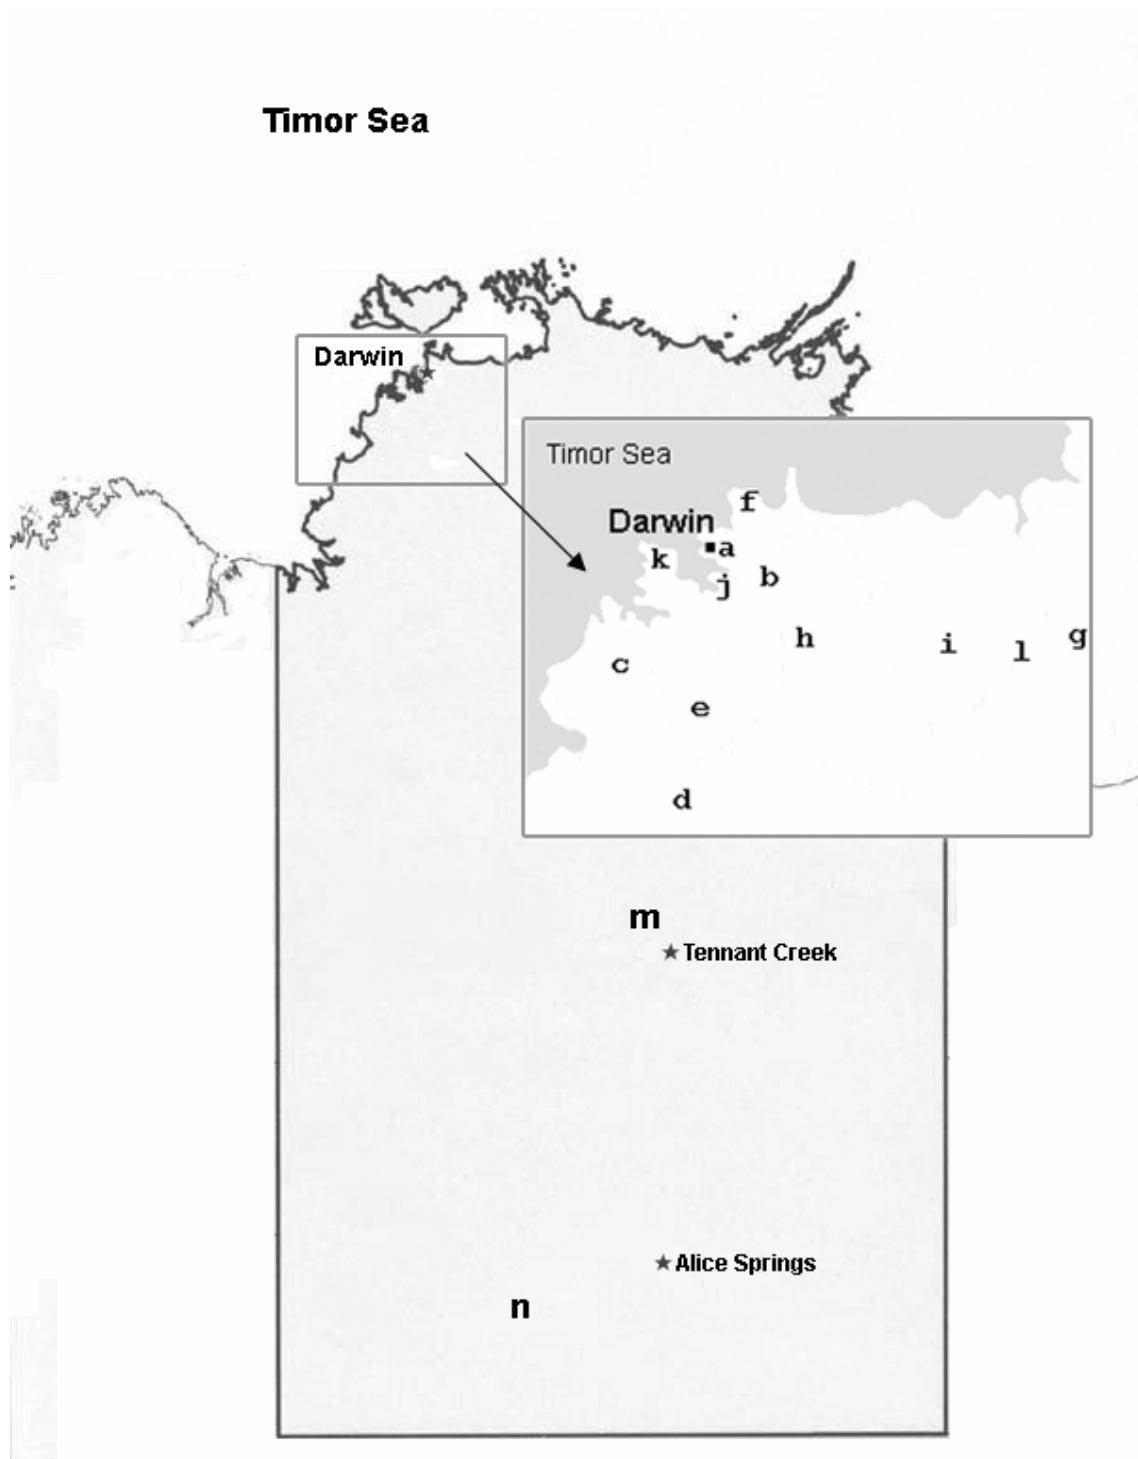 Timor Sea
Darwin
Timor Sea
f
Darwin
a
k
b
j
h
i
l
g
c
e
d
m
Tennant Creek
Alice Springs
n